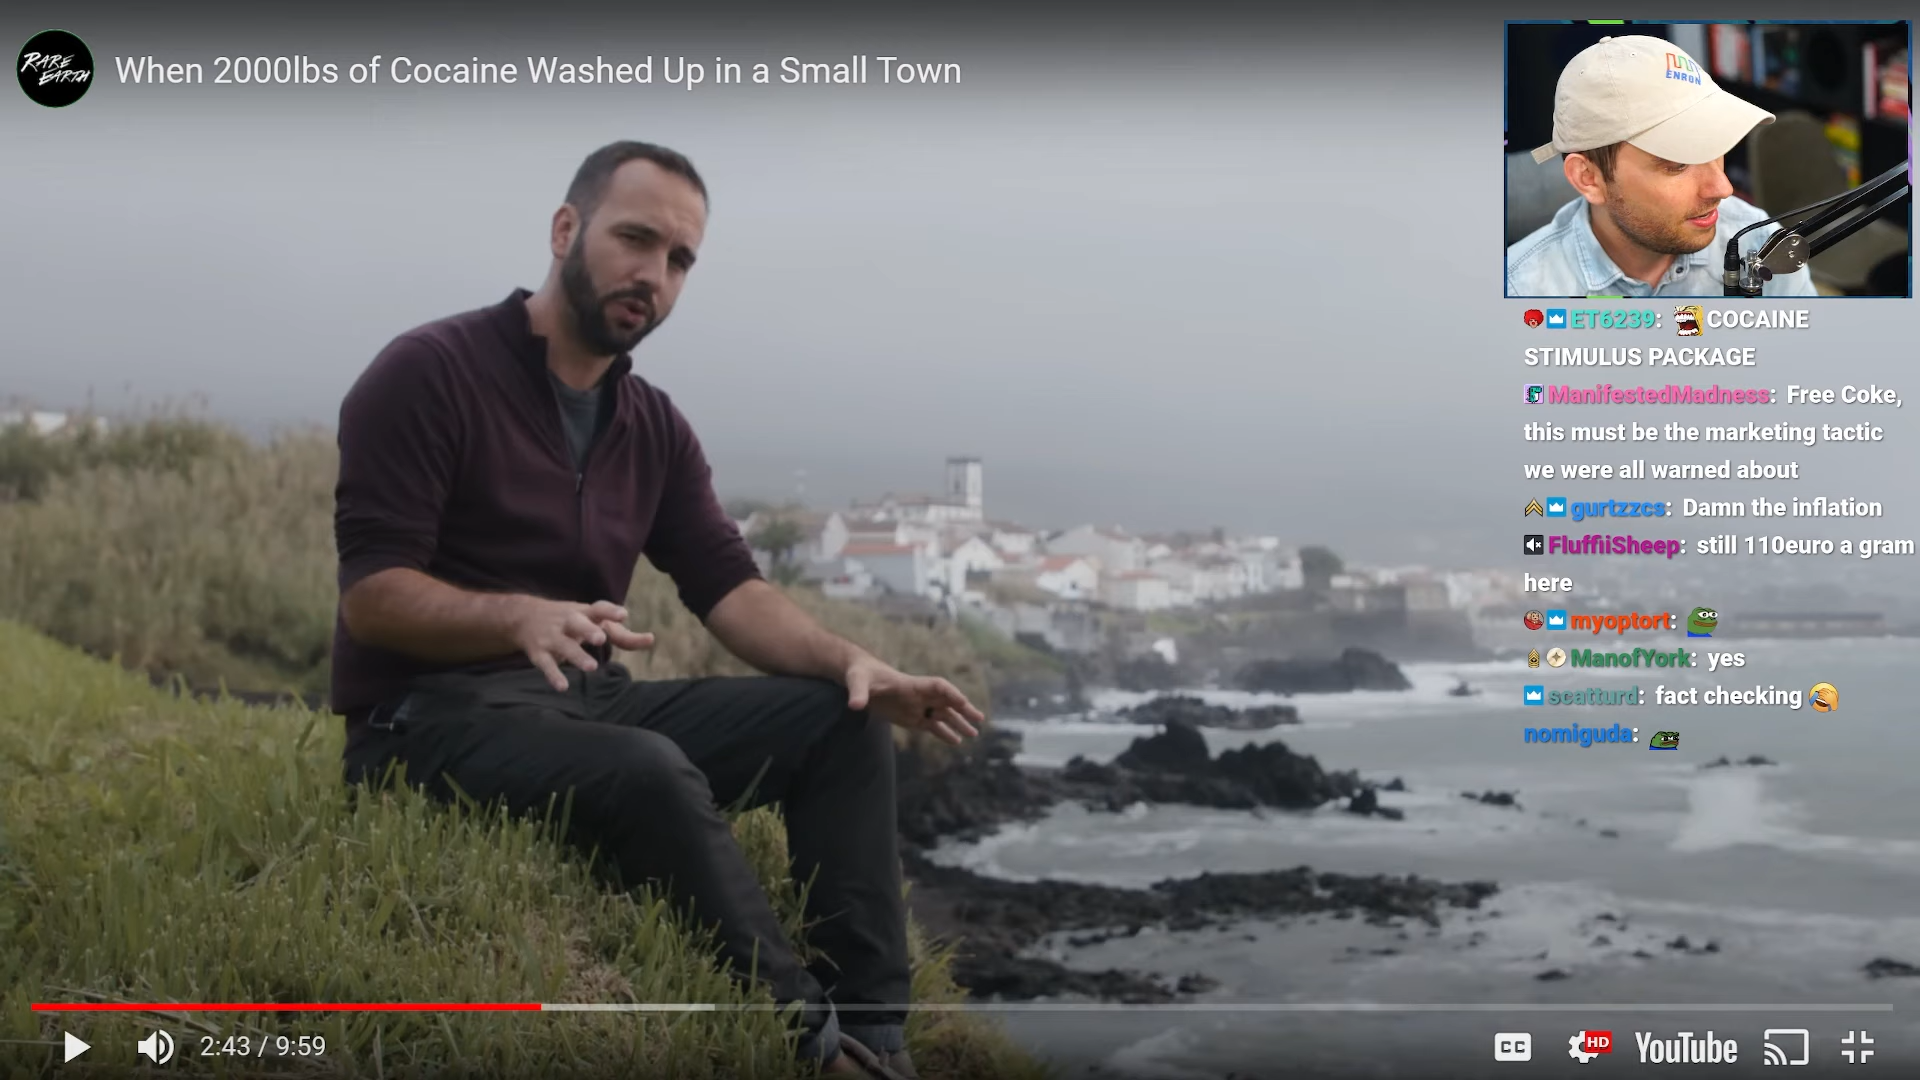 RARE
EARTH
When 2000lbs of Cocaine Washed Up in a Small Town
ENRON
ET6239: COCAINE
STIMULUS PACKAGE
ManifestedMadness: Free Coke,
this must be the marketing tactic
we were all warned about
gurtzzcs: Damn the inflation
FluffiiSheep: still 110euro a gram
here
myoptort:
ManofYork: yes
scatturd: fact checking
nomiguda:
2:43 / 9:59
CC
HD
YouTube